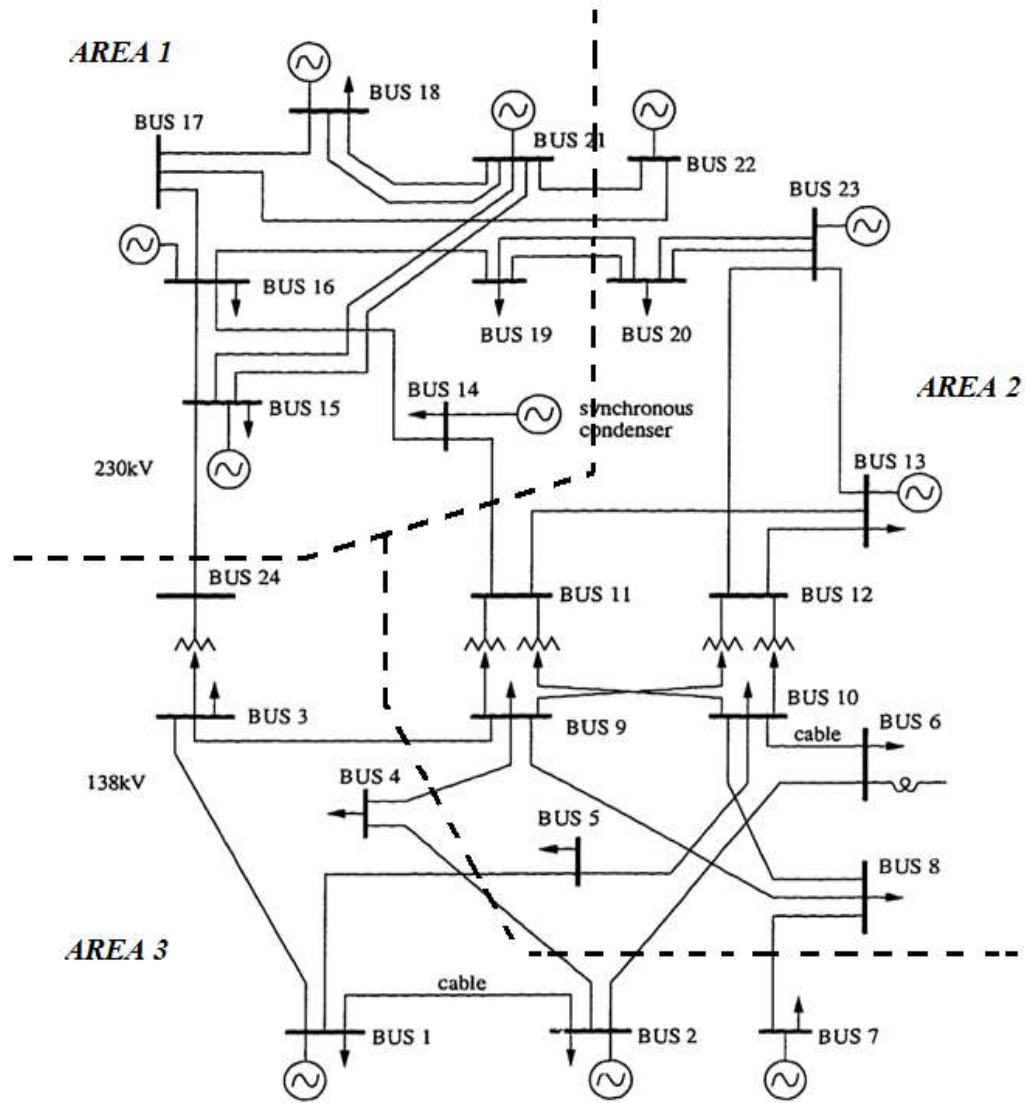 AREA 1
BUS 18
BUS 17
BUS 21
BUS 22
BUS 23
BUS 16
BUS 19
BUS 20
BUS 14
BUS 15
AREA 2
synchronous
condenser
230kV
BUS 13
BUS 24
BUS 11
BUS 12
BUS 3
BUS 9
BUS 10
BUS 6
cable
138kV
BUS 4
BUS 5
BUS 8
AREA 3
cable
BUS 1
BUS 2
BUS 7